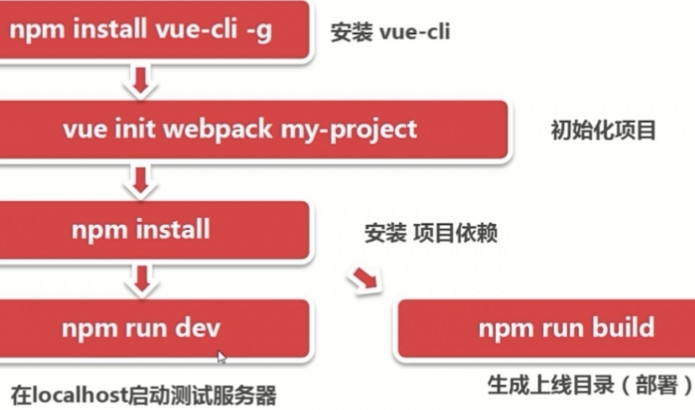 npm install vue-cli -g
安装 vue-cli
vue init webpack my-project
初始化项目
npm install
安装 项目依赖
npm run dev
npm run build
在localhost启动测试服务器
生成上线目录（部署）